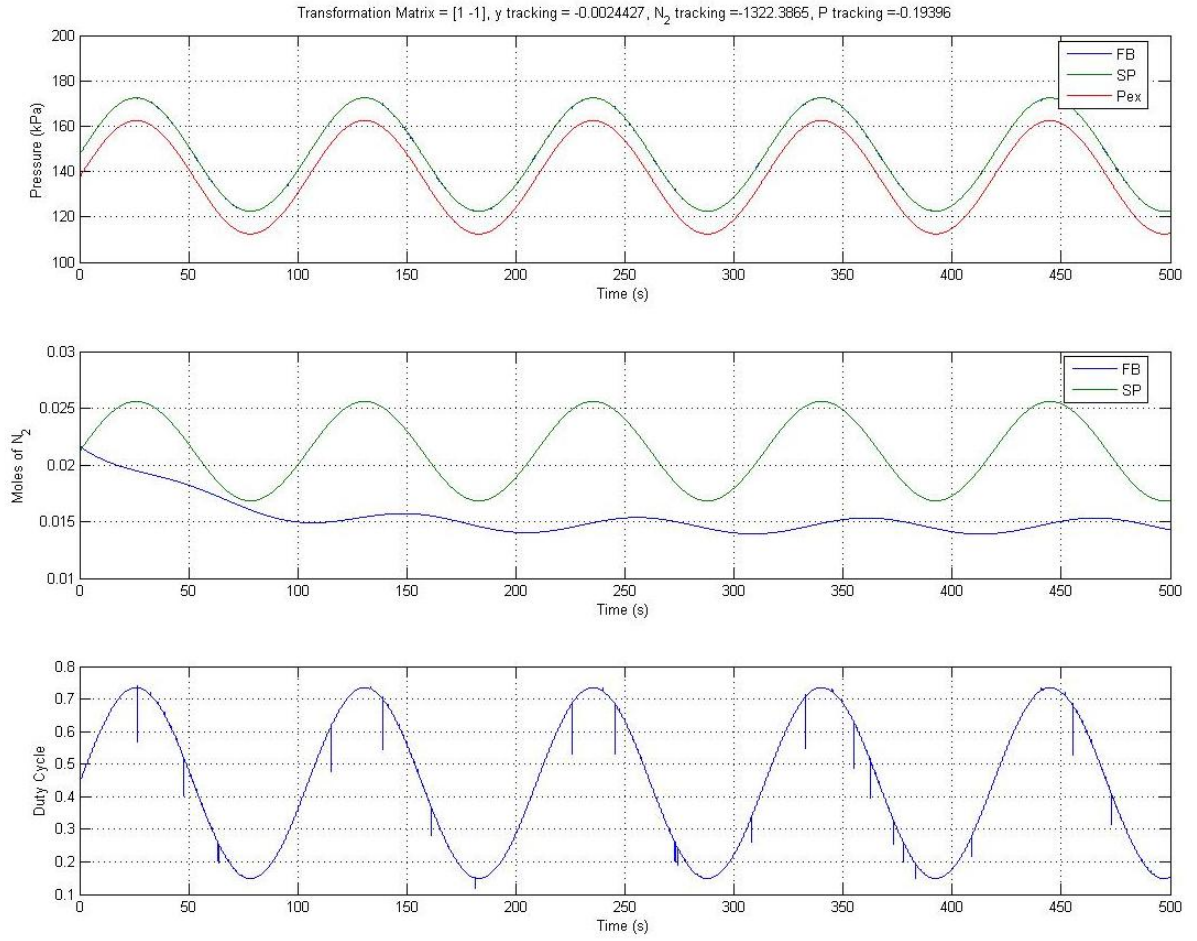 Transformation Matrix = [1 -1], y tracking = -0.0024427, N2 tracking =-1322.3865, P tracking =-0.19396
200
180
160
140
120
100
Pressure (kPa)
FB
SP
Pex
0 50 100 150 200 250 300 350 400 450 500
Time (s)
0.03
0.025
0.02
0.015
0.01
Moles of N2
FB
SP
0 50 100 150 200 250 300 350 400 450 500
Time (s)
0.8
0.7
0.6
0.5
0.4
0.3
0.2
0.1
Duty Cycle
0 50 100 150 200 250 300 350 400 450 500
Time (s)